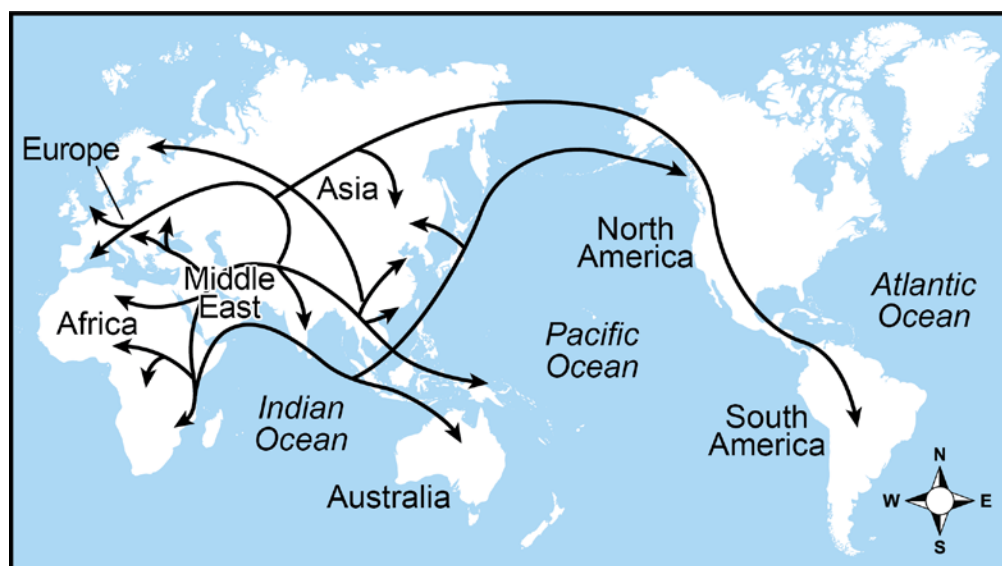 Europe
Asia
Middle
East
Africa
North
America
Atlantic
Ocean
Pacific
Ocean
Indian
Ocean
South
America
Australia
N
W
E
S